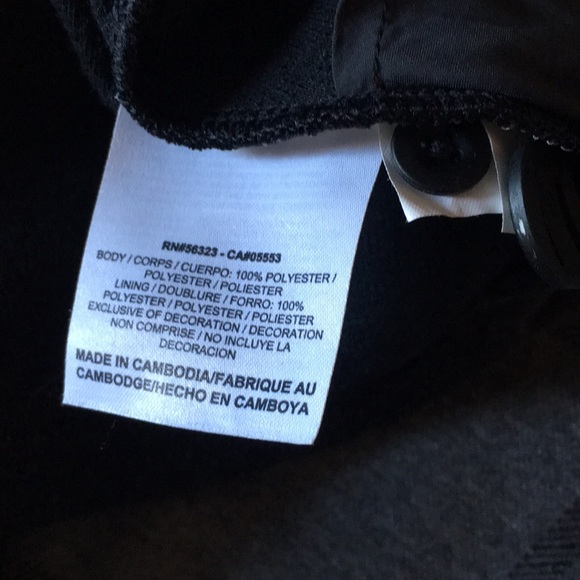 RN#56323 - CA#05553
BODY / CORPS / CUERPO: 100% POLYESTER /
POLYESTER / POLIESTER
LINING / DOUBLURE / FORRO: 100%
POLYESTER / POLYESTER / POLIESTER
EXCLUSIVE OF DECORATION / DECORATION
NON COMPRISE / NO INCLUYE LA
DECORACION
MADE IN CAMBODIA/FABRIQUE AU
CAMBODGE/HECHO EN CAMBOYA